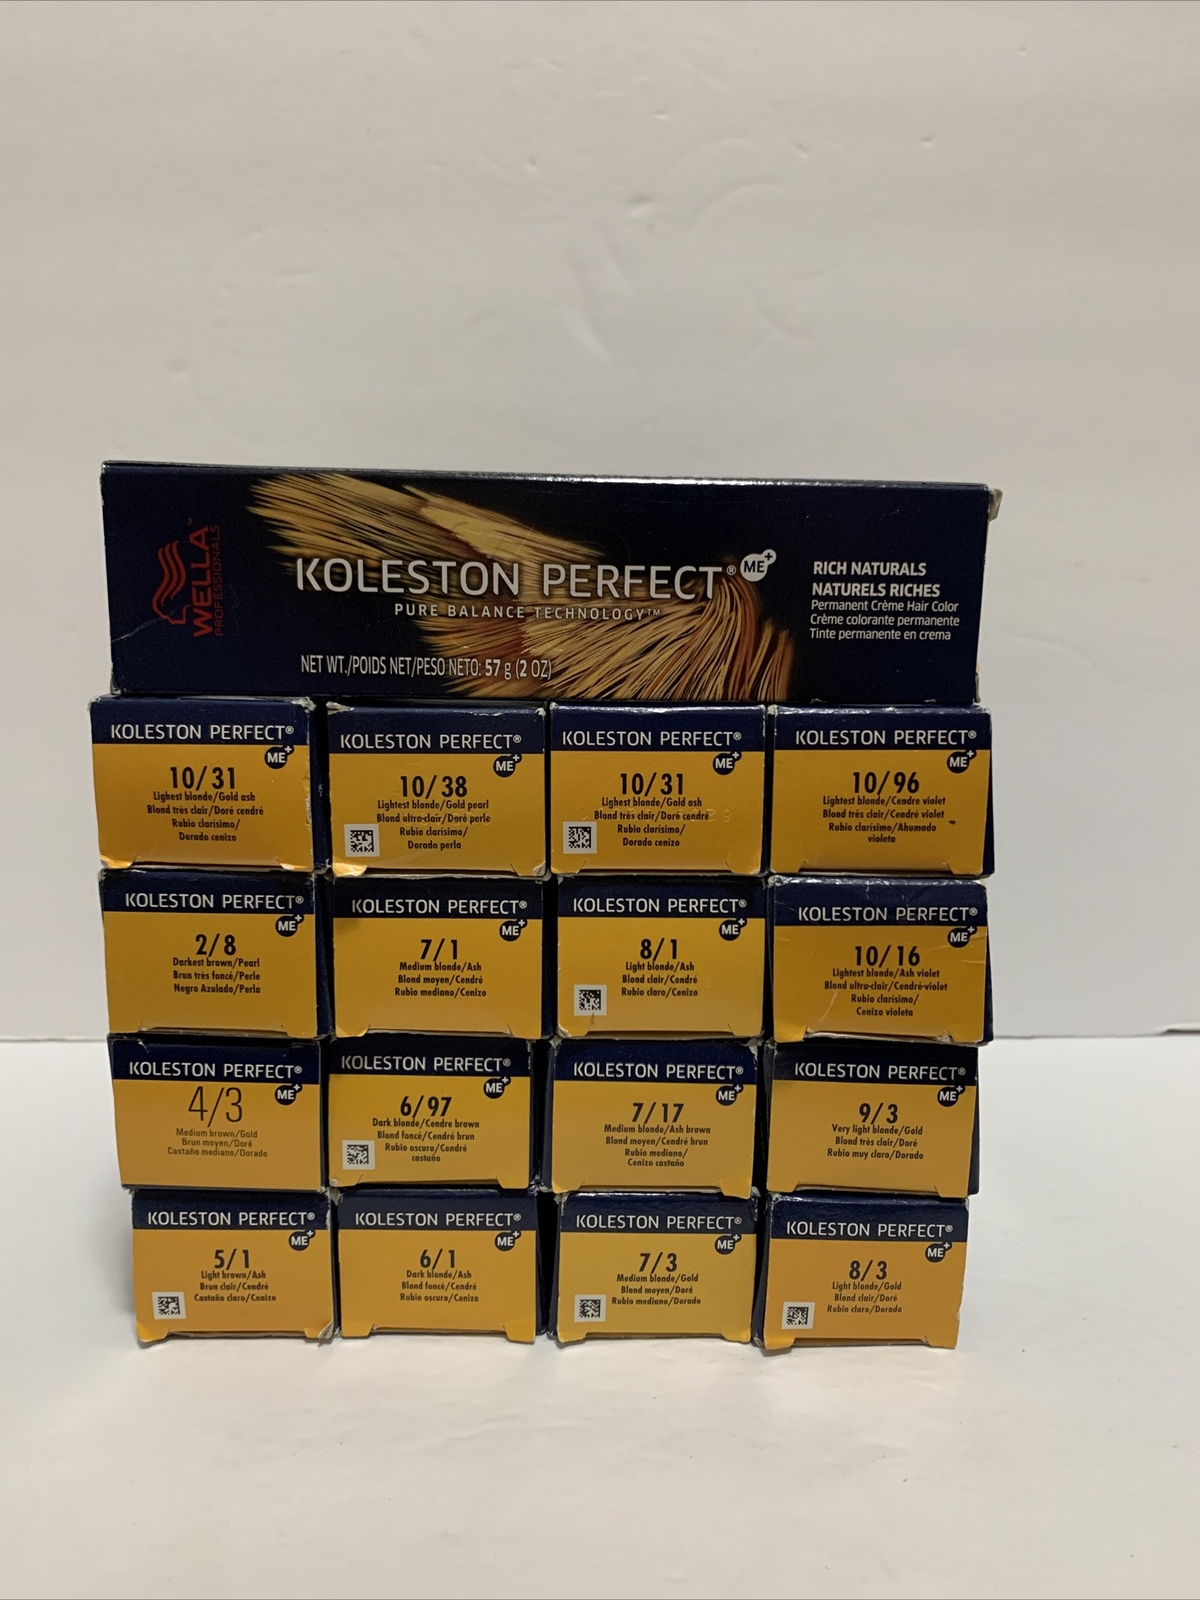 WELLA
PROFESSIONALS
KOLESTON PERFECT® ME+
PURE BALANCE TECHNOLOGY™
NET WT./POIDS NET/PESO NETO: 57 g (2 OZ)
RICH NATURALS
NATURELS RICHES
Permanent Crème Hair Color
Crème colorante permanente
Tinte permanente en crema
KOLESTON PERFECT®
ME+
10/31
Lighest blonde/Gold ash
Blond très clair/Doré cendré
Rubio clarísimo/
Dorado cenizo
KOLESTON PERFECT®
ME+
10/38
Lightest blonde/Gold pearl
Blond ultra-clair/Doré perle
Rubio clarísimo/
Dorado perla
KOLESTON PERFECT®
ME+
10/31
Lighest blonde/Gold ash
Blond très clair/Doré cendré
Rubio clarísimo/
Dorado cenizo
KOLESTON PERFECT®
ME+
10/96
Lightest blonde/Cendre violet
Blond très clair/Cendré violet
Rubio clarísimo/Ahumado
violeta
KOLESTON PERFECT®
ME+
2/8
Darkest brown/Pearl
Brun très foncé/Perle
Negro Azulado/Perla
KOLESTON PERFECT®
ME+
7/1
Medium blonde/Ash
Blond moyen/Cendré
Rubio mediano/Cenizo
KOLESTON PERFECT®
ME+
8/1
Light blonde/Ash
Blond clair/Cendré
Rubio claro/Cenizo
KOLESTON PERFECT®
ME+
10/16
Lightest blonde/Ash violet
Blond ultra-clair/Cendré-violet
Rubio clarísimo/
Cenizo violeta
KOLESTON PERFECT®
ME+
4/3
Medium brown/Gold
Brun moyen/Doré
Castaño mediano/Dorado
KOLESTON PERFECT®
ME+
6/97
Dark blonde/Cendre brown
Blond foncé/Cendré brun
Rubio oscuro/Cendré
castaño
KOLESTON PERFECT®
ME+
7/17
Medium blonde/Ash brown
Blond moyen/Cendré brun
Rubio mediano/
Cenizo castaño
KOLESTON PERFECT®
ME+
9/3
Very light blonde/Gold
Blond très clair/Doré
Rubio muy claro/Dorado
KOLESTON PERFECT®
ME+
5/1
Light brown/Ash
Brun clair/Cendré
Castaño claro/Cenizo
KOLESTON PERFECT®
ME+
6/1
Dark blonde/Ash
Blond foncé/Cendré
Rubio oscuro/Cenizo
KOLESTON PERFECT®
ME+
7/3
Medium blonde/Gold
Blond moyen/Doré
Rubio mediano/Dorado
KOLESTON PERFECT®
ME+
8/3
Light blonde/Gold
Blond clair/Doré
Rubio claro/Dorado